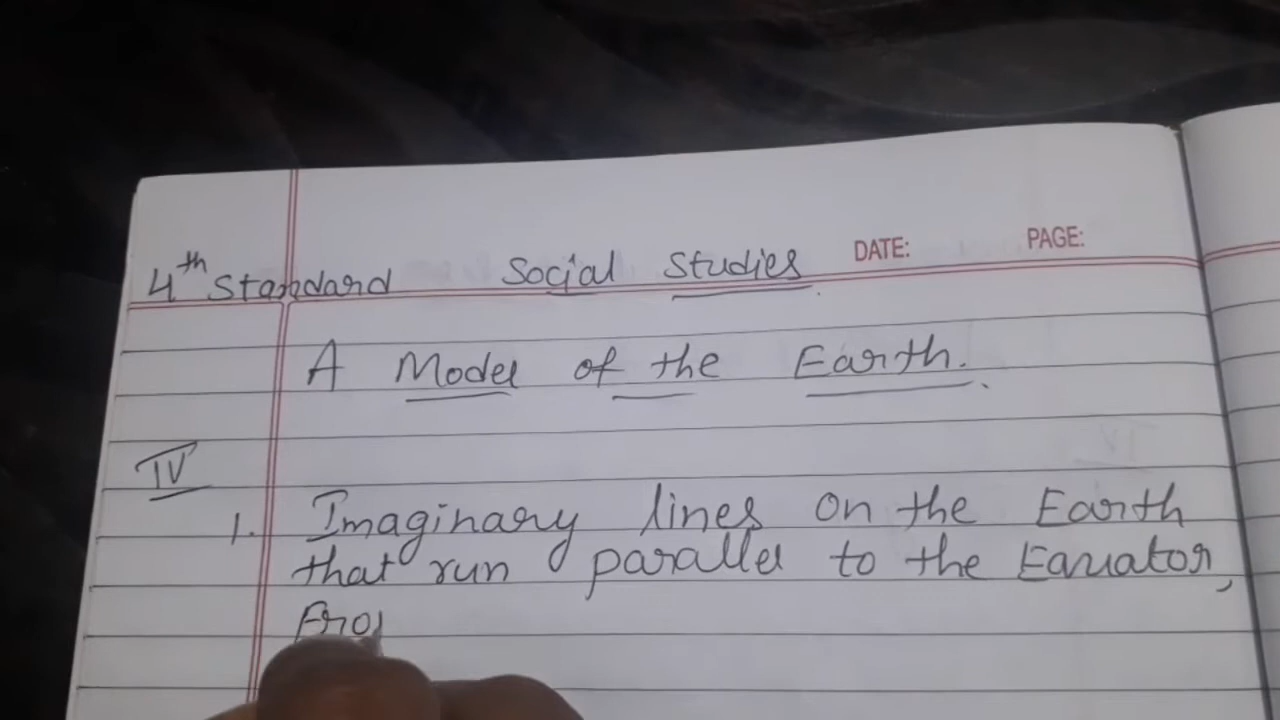 4th Standard Social Studies DATE: PAGE:
A Model of the Earth.
IV
1. Imaginary lines on the Earth
that run parallel to the Equator,